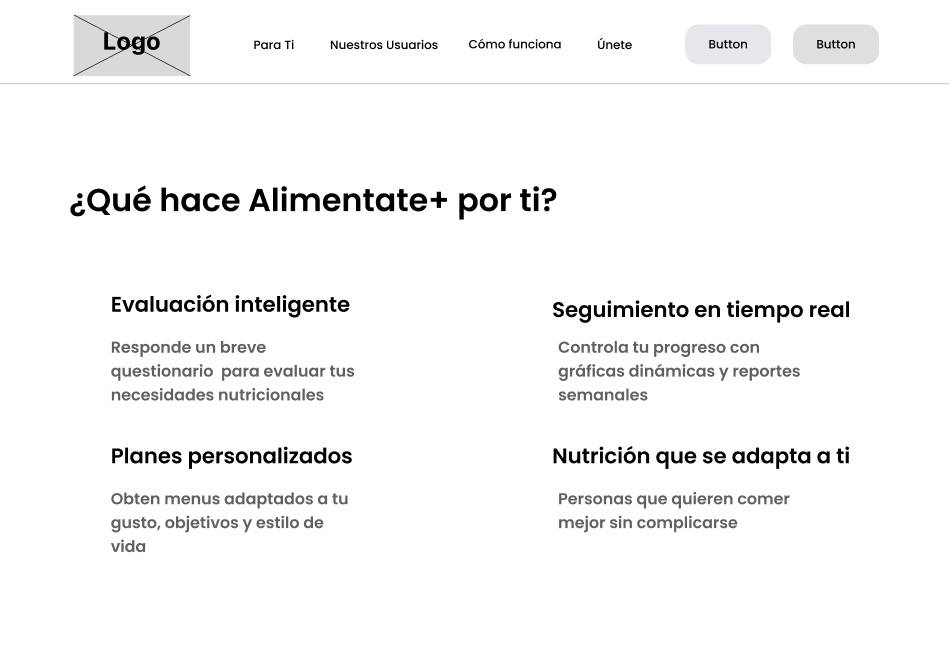 Logo
Para Ti
Nuestros Usuarios
Cómo funciona
Únete
Button
Button
¿Qué hace Alimentate+ por ti?
Evaluación inteligente
Responde un breve
questionario para evaluar tus
necesidades nutricionales
Seguimiento en tiempo real
Controla tu progreso con
gráficas dinámicas y reportes
semanales
Planes personalizados
Obten menus adaptados a tu
gusto, objetivos y estilo de
vida
Nutrición que se adapta a ti
Personas que quieren comer
mejor sin complicarse